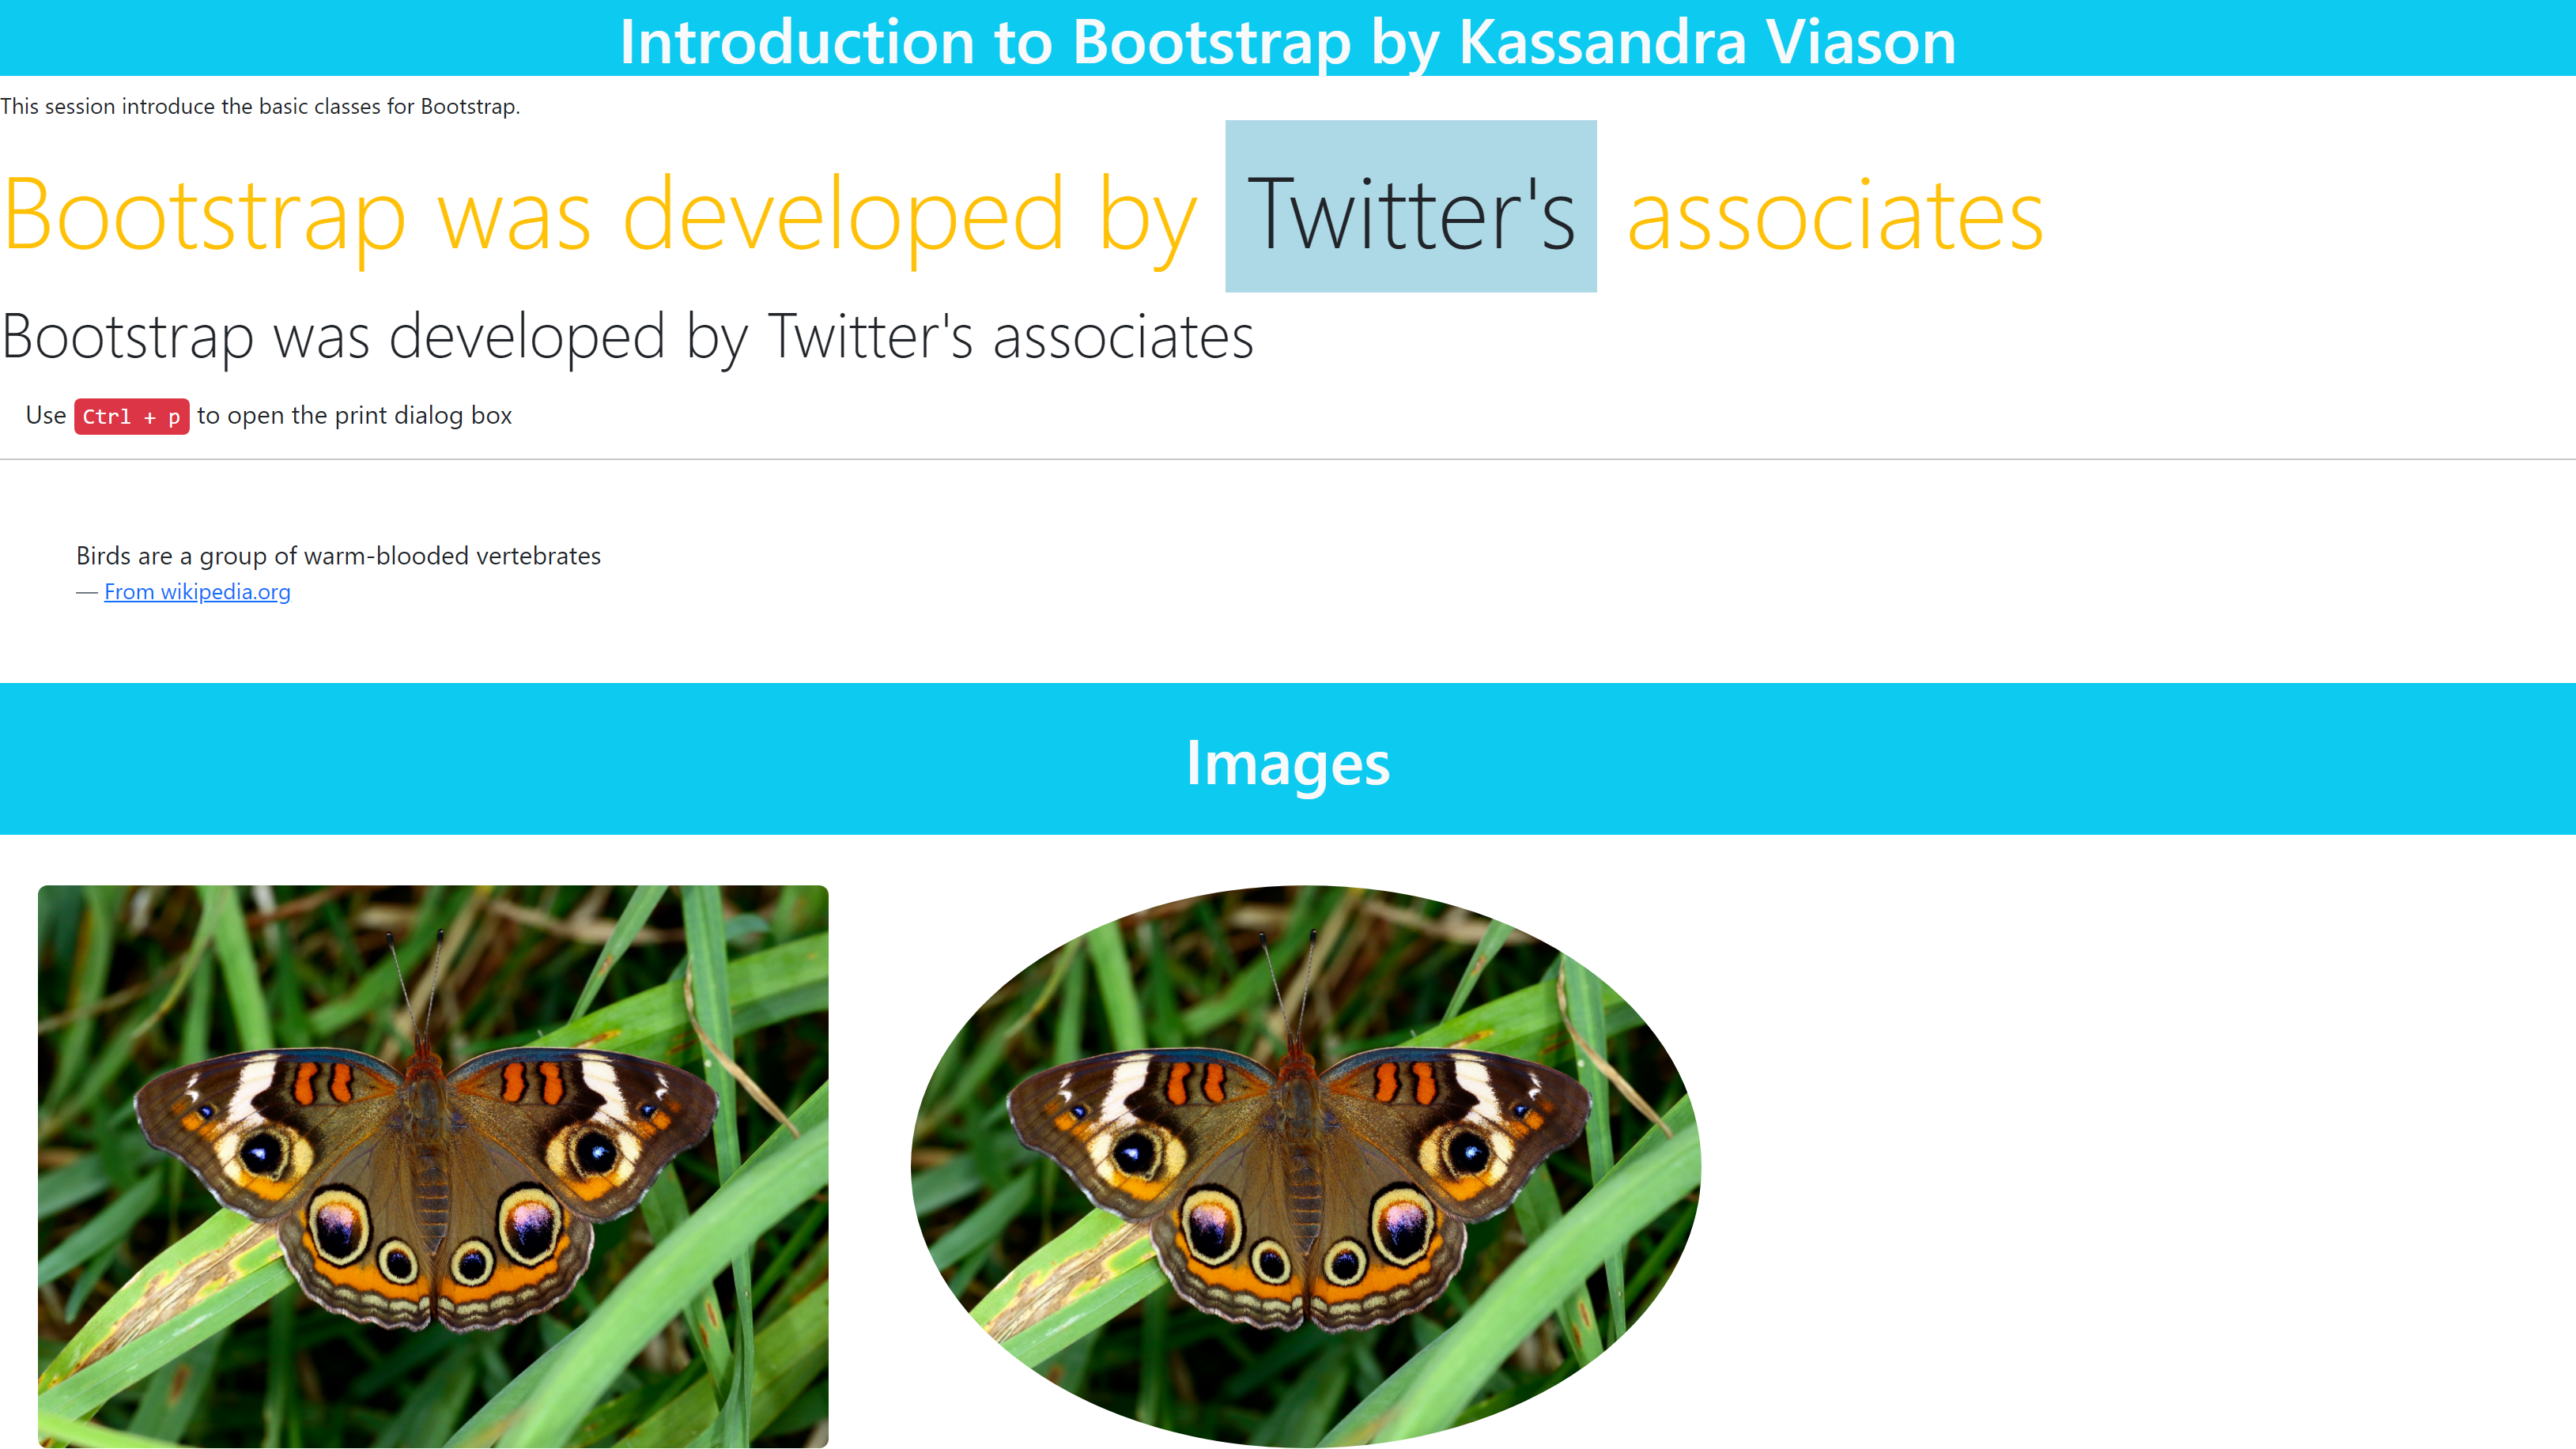 Introduction to Bootstrap by Kassandra Viason
This session introduce the basic classes for Bootstrap.
Bootstrap was developed by Twitter's associates
Bootstrap was developed by Twitter's associates
Use Ctrl + p to open the print dialog box
Birds are a group of warm-blooded vertebrates
— From wikipedia.org
Images